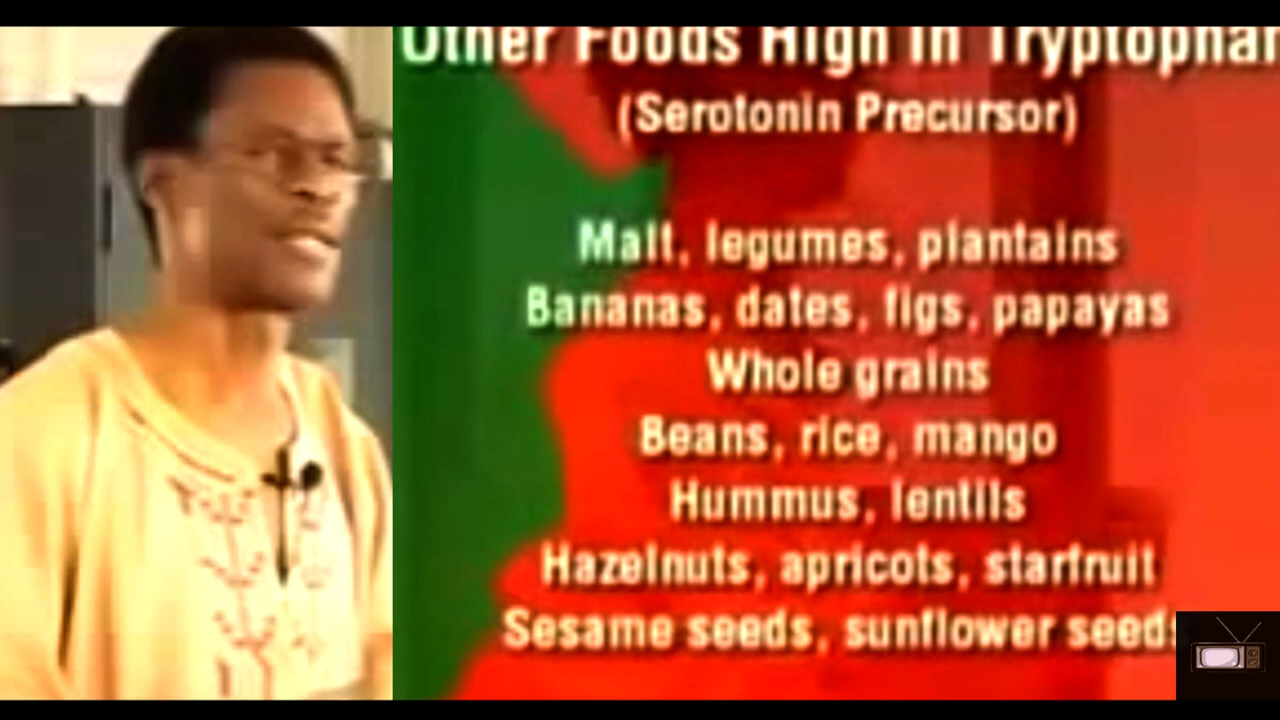 Other Foods High in Tryptophan
(Serotonin Precursor)
Malt, legumes, plantains
Bananas, dates, figs, papayas
Whole grains
Beans, rice, mango
Hummus, lentils
Hazelnuts, apricots, starfruit
Sesame seeds, sunflower seeds